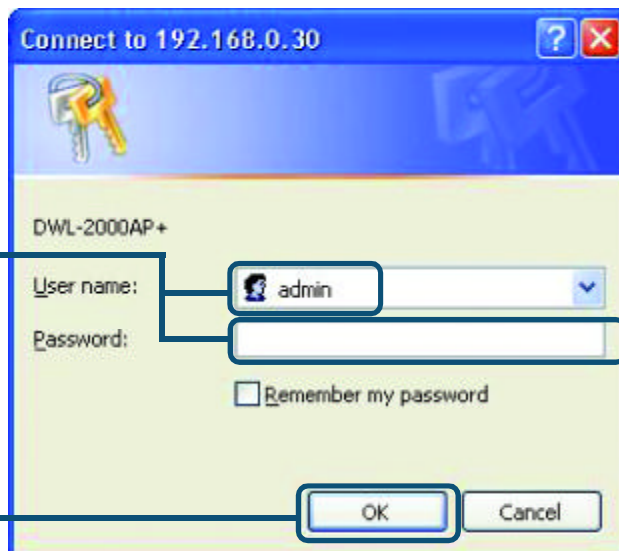 Connect to 192.168.0.30
?
DWL-2000AP+
User name:
admin
Password:
Remember my password
OK
Cancel